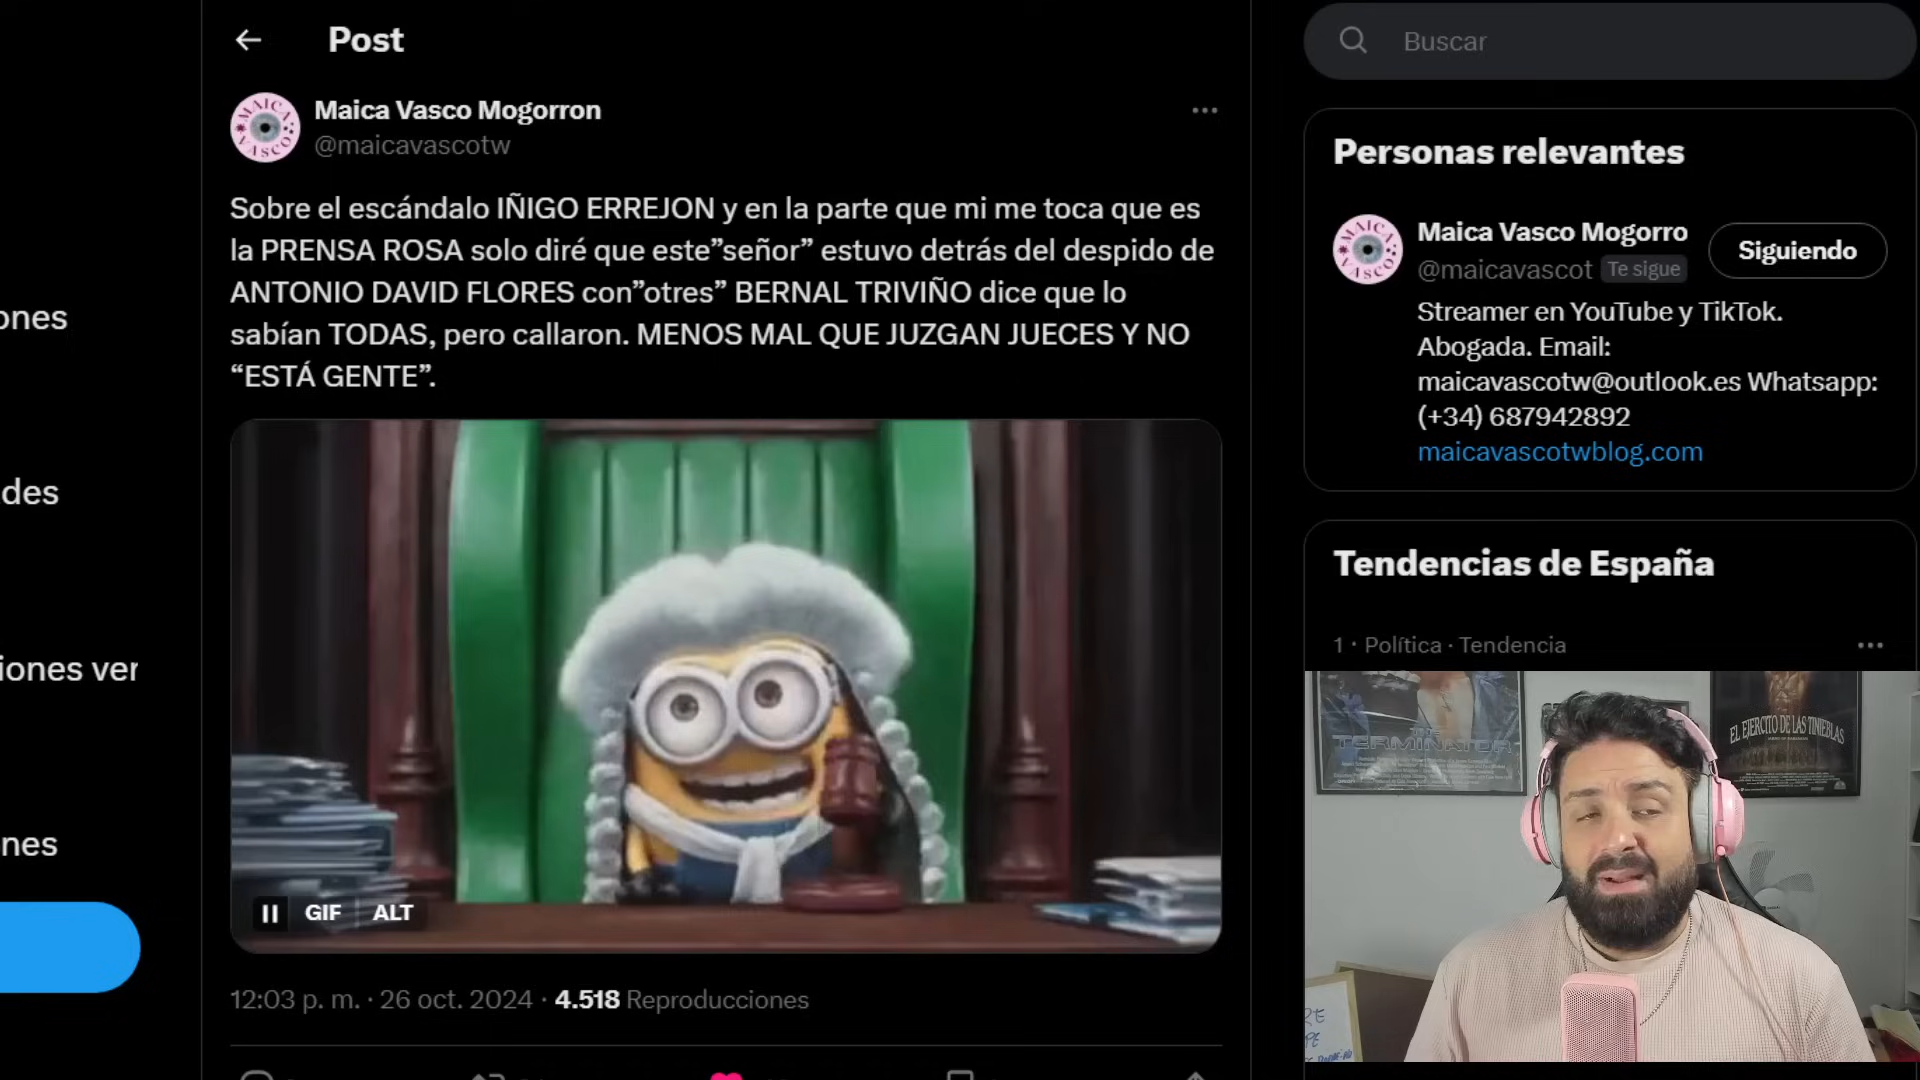 Post
Buscar
MAICA VASCO
Maica Vasco Mogorron
@maicavascotw
Sobre el escándalo IÑIGO ERREJON y en la parte que mi me toca que es
la PRENSA ROSA solo diré que este”señor” estuvo detrás del despido de
ANTONIO DAVID FLORES con”otres” BERNAL TRIVIÑO dice que lo
sabían TODAS, pero callaron. MENOS MAL QUE JUZGAN JUECES Y NO
“ESTÁ GENTE”.
GIF
ALT
12:03 p. m. · 26 oct. 2024 · 4.518 Reproducciones
ones
des
iones ver
nes
Personas relevantes
MAICA VASCO
Maica Vasco Mogorro
@maicavascot
Te sigue
Siguiendo
Streamer en YouTube y TikTok.
Abogada. Email:
maicavascotw@outlook.es Whatsapp:
(+34) 687942892
maicavascotwblog.com
Tendencias de España
1 · Política · Tendencia
THE
TERMINATOR
EL EJERCITO DE LAS TINIEBLAS